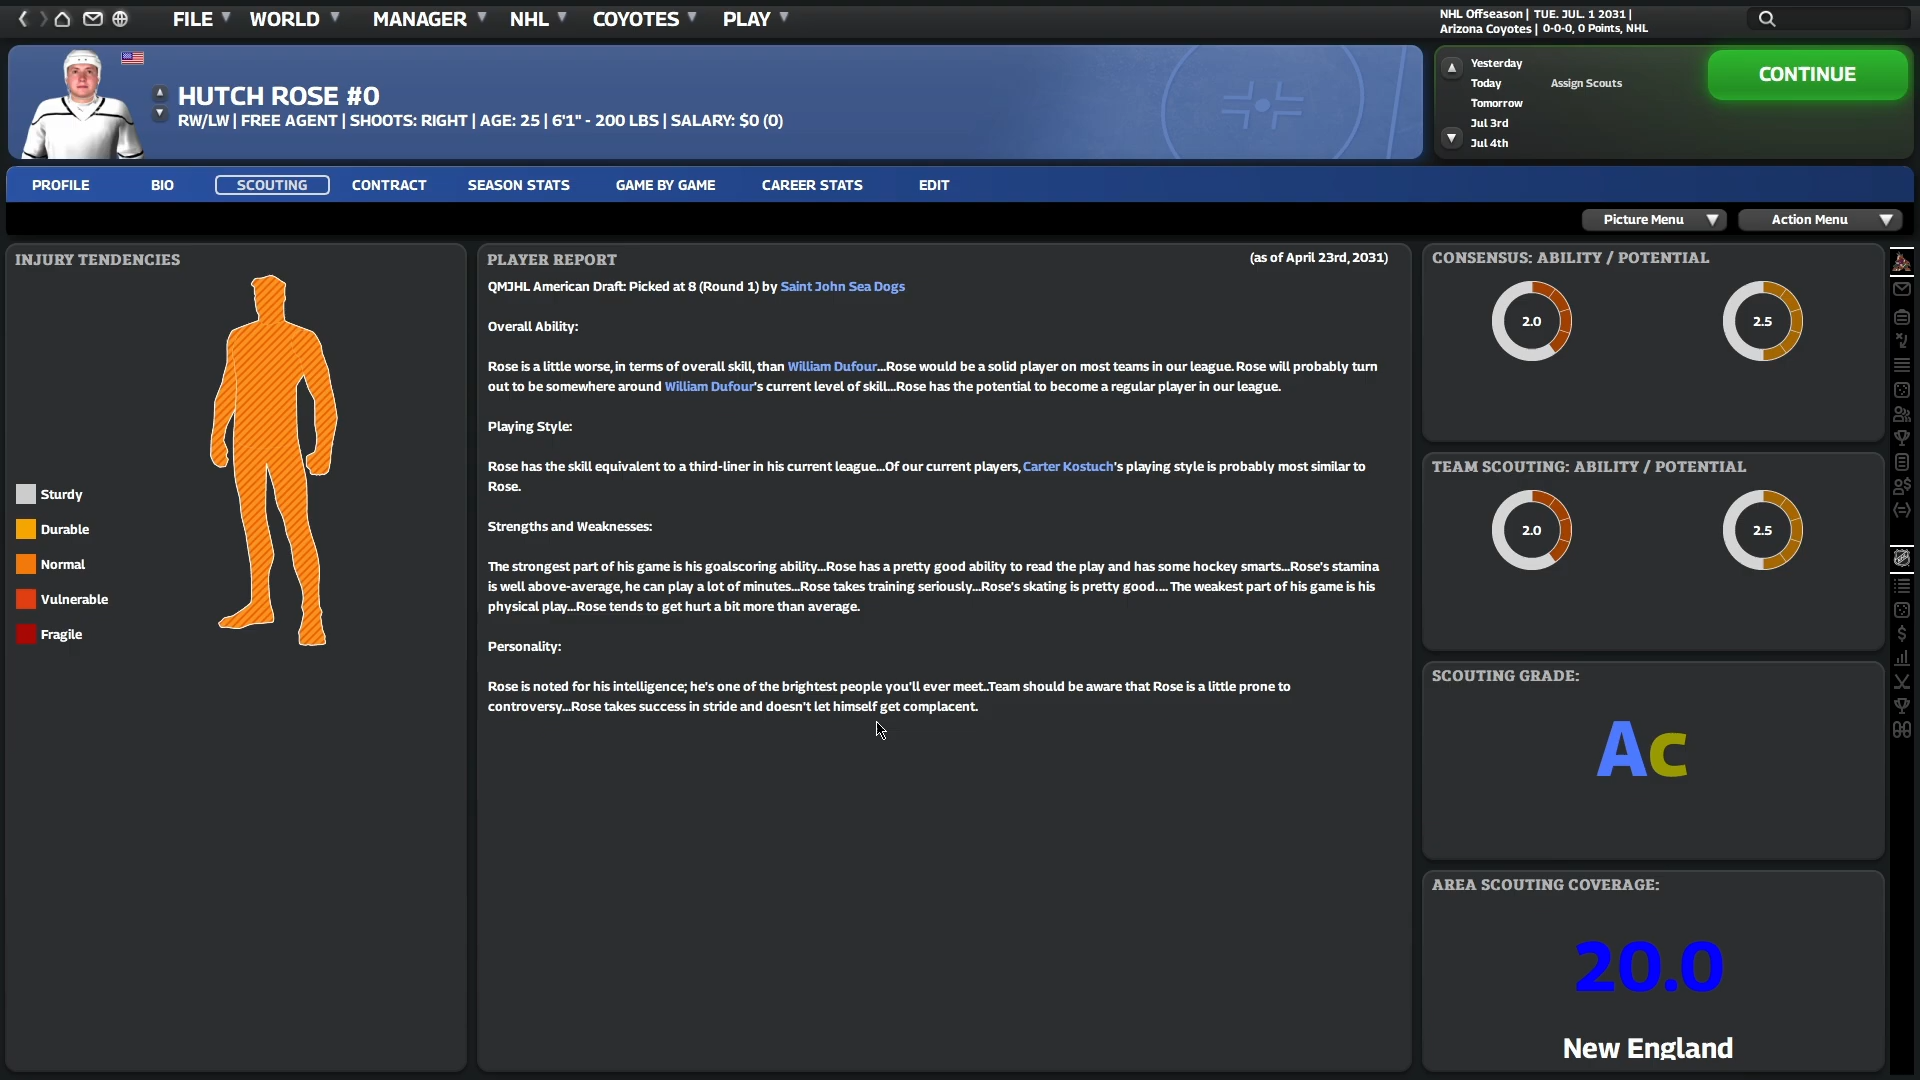 FILE WORLD MANAGER NHL COYOTES PLAY
NHL Offseason | TUE. JUL. 1 2031 |
Arizona Coyotes | 0-0-0, 0 Points, NHL
HUTCH ROSE #0
RW/LW | FREE AGENT | SHOOTS: RIGHT | AGE: 25 | 6'1" - 200 LBS | SALARY: $0 (0)
Yesterday
Today Assign Scouts
Tomorrow
Jul 3rd
Jul 4th
CONTINUE
PROFILE BIO SCOUTING CONTRACT SEASON STATS GAME BY GAME CAREER STATS EDIT
Picture Menu Action Menu
INJURY TENDENCIES
Sturdy
Durable
Normal
Vulnerable
Fragile
PLAYER REPORT (as of April 23rd, 2031)
QMJHL American Draft: Picked at 8 (Round 1) by Saint John Sea Dogs
Overall Ability:
Rose is a little worse, in terms of overall skill, than William Dufour...Rose would be a solid player on most teams in our league. Rose will probably turn
out to be somewhere around William Dufour's current level of skill...Rose has the potential to become a regular player in our league.
Playing Style:
Rose has the skill equivalent to a third-liner in his current league...Of our current players, Carter Kostuch's playing style is probably most similar to
Rose.
Strengths and Weaknesses:
The strongest part of his game is his goalscoring ability...Rose has a pretty good ability to read the play and has some hockey smarts...Rose's stamina
is well above-average, he can play a lot of minutes...Rose takes training seriously...Rose's skating is pretty good.... The weakest part of his game is his
physical play...Rose tends to get hurt a bit more than average.
Personality:
Rose is noted for his intelligence; he's one of the brightest people you'll ever meet..Team should be aware that Rose is a little prone to
controversy...Rose takes success in stride and doesn't let himself get complacent.
CONSENSUS: ABILITY / POTENTIAL
2.0 2.5
TEAM SCOUTING: ABILITY / POTENTIAL
2.0 2.5
SCOUTING GRADE:
Ac
AREA SCOUTING COVERAGE:
20.0
New England